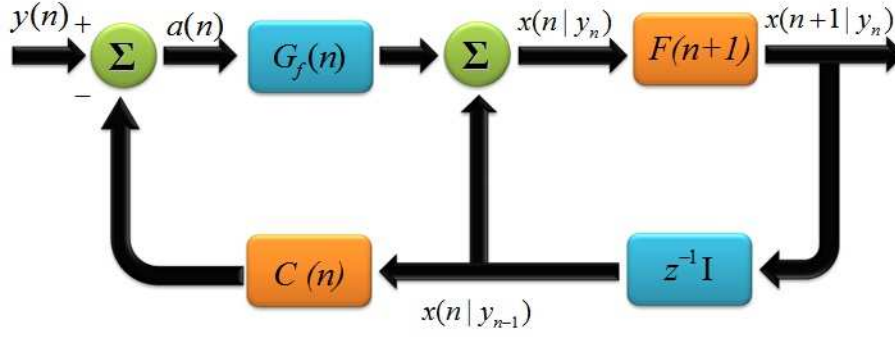 y(n) + Σ a(n) G_f(n) Σ x(n | y_n) F(n+1) x(n+1 | y_n)
−
C (n) z⁻¹ I
x(n | y_{n−1})